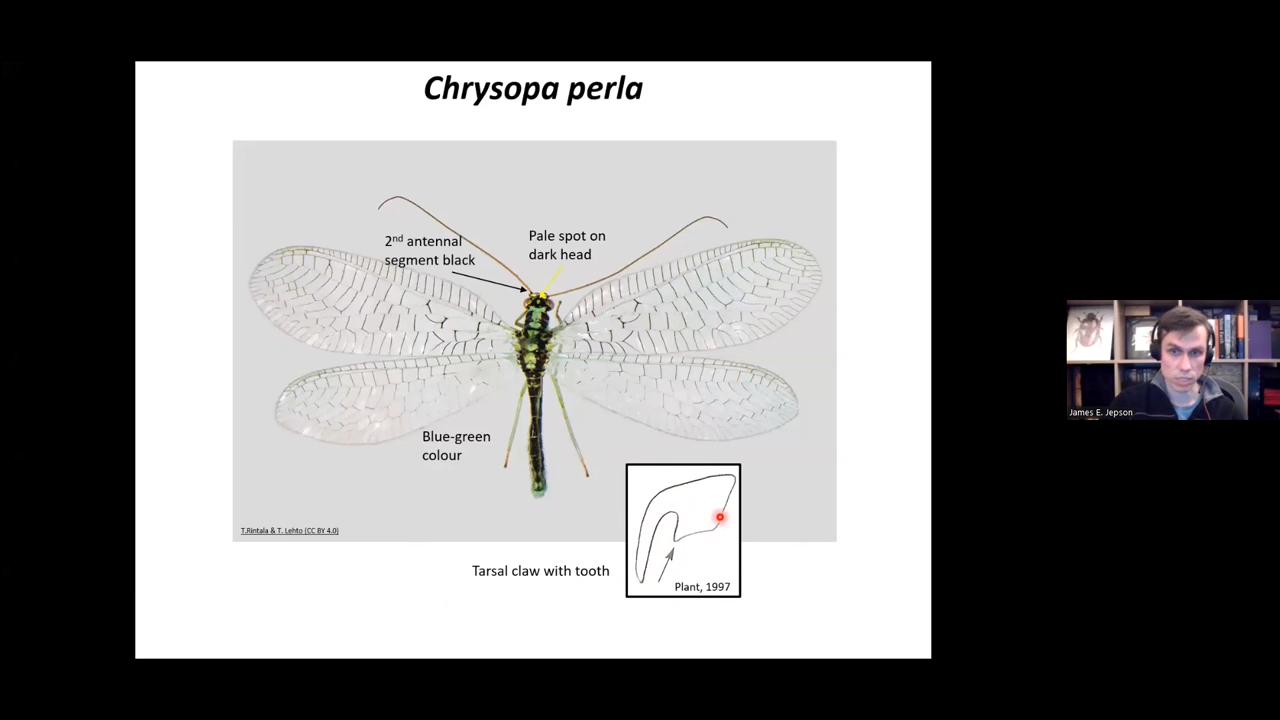 Chrysopa perla
2nd antennal
segment black
Pale spot on
dark head
Blue-green
colour
T.Rintala & T. Lehto (CC BY 4.0)
Tarsal claw with tooth
Plant, 1997
James E. Jepson